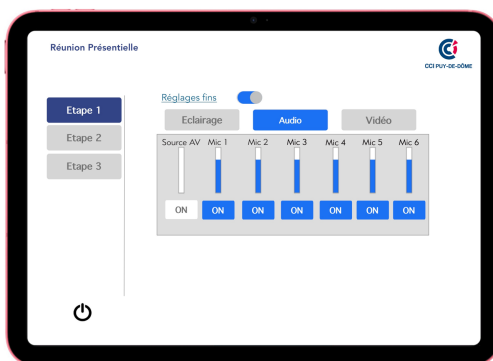 Réunion Présentielle
CCI PUY-DE-DÔME
Réglages fins
Etape 1
Etape 2
Etape 3
Eclairage Audio Vidéo
Source AV Mic 1 Mic 2 Mic 3 Mic 4 Mic 5 Mic 6
ON ON ON ON ON ON ON